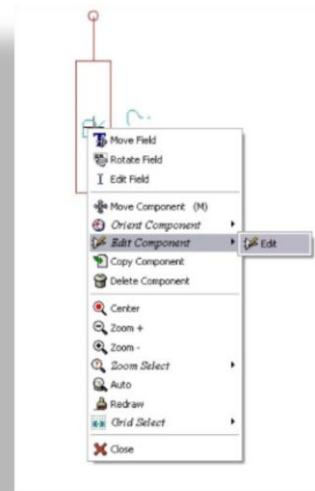 Move Field
Rotate Field
Edit Field
Move Component (M)
Orient Component
Edit Component
Edit
Copy Component
Delete Component
Center
Zoom +
Zoom -
Zoom Select
Auto
Redraw
Grid Select
Close